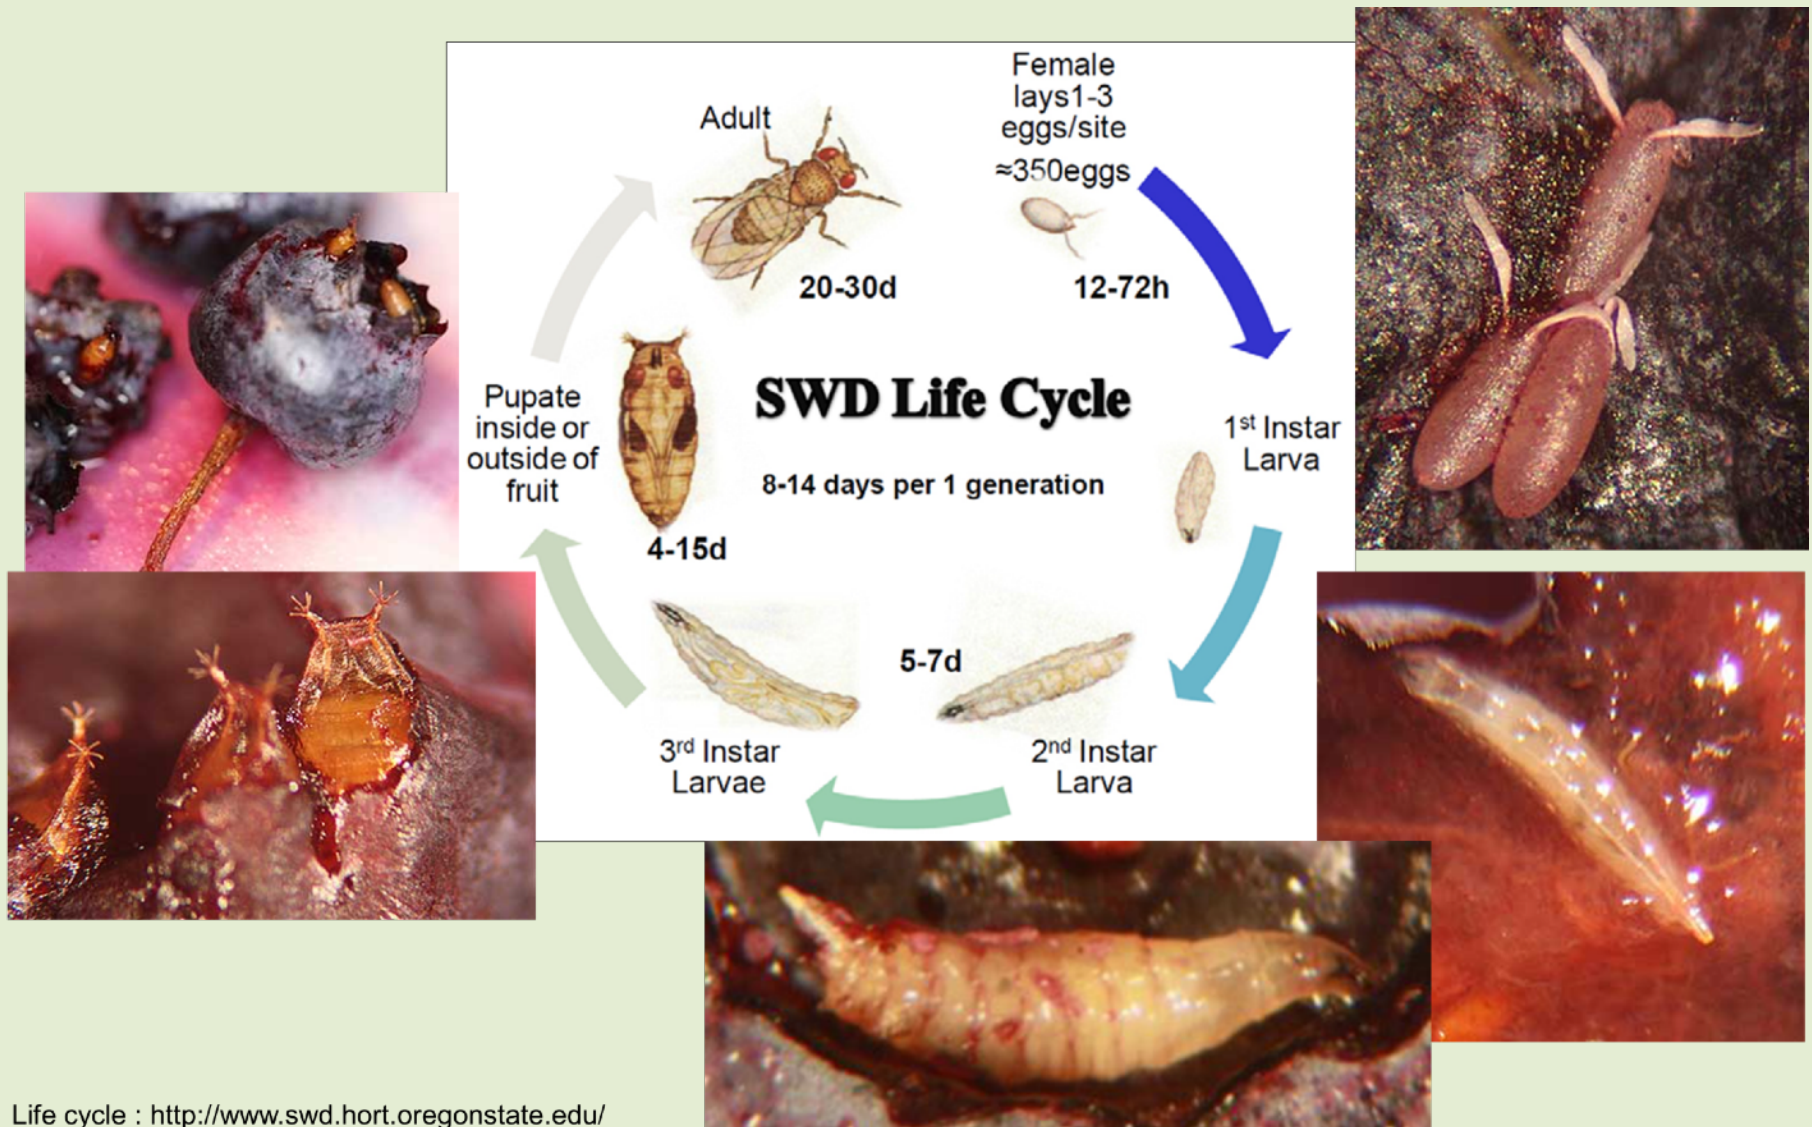 Adult
Female
lays1-3
eggs/site
≈350eggs
20-30d
12-72h
SWD Life Cycle
8-14 days per 1 generation
1st Instar
Larva
Pupate
inside or
outside of
fruit
4-15d
5-7d
3rd Instar
Larvae
2nd Instar
Larva
Life cycle : http://www.swd.hort.oregonstate.edu/